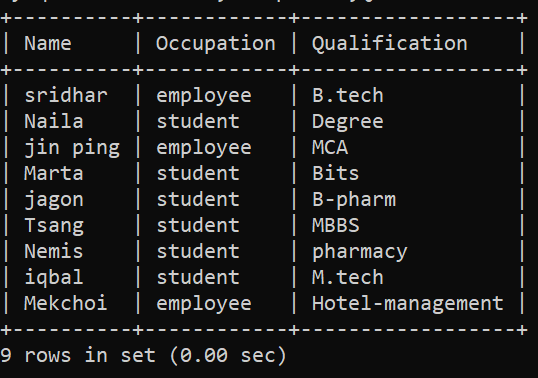 +----------+------------+------------------+
| Name     | Occupation | Qualification    |
+----------+------------+------------------+
| sridhar  | employee   | B.tech           |
| Naila    | student    | Degree           |
| jin ping | employee   | MCA              |
| Marta    | student    | Bits             |
| jagon    | student    | B-pharm          |
| Tsang    | student    | MBBS             |
| Nemis    | student    | pharmacy         |
| iqbal    | student    | M.tech           |
| Mekchoi  | employee   | Hotel-management |
+----------+------------+------------------+
9 rows in set (0.00 sec)